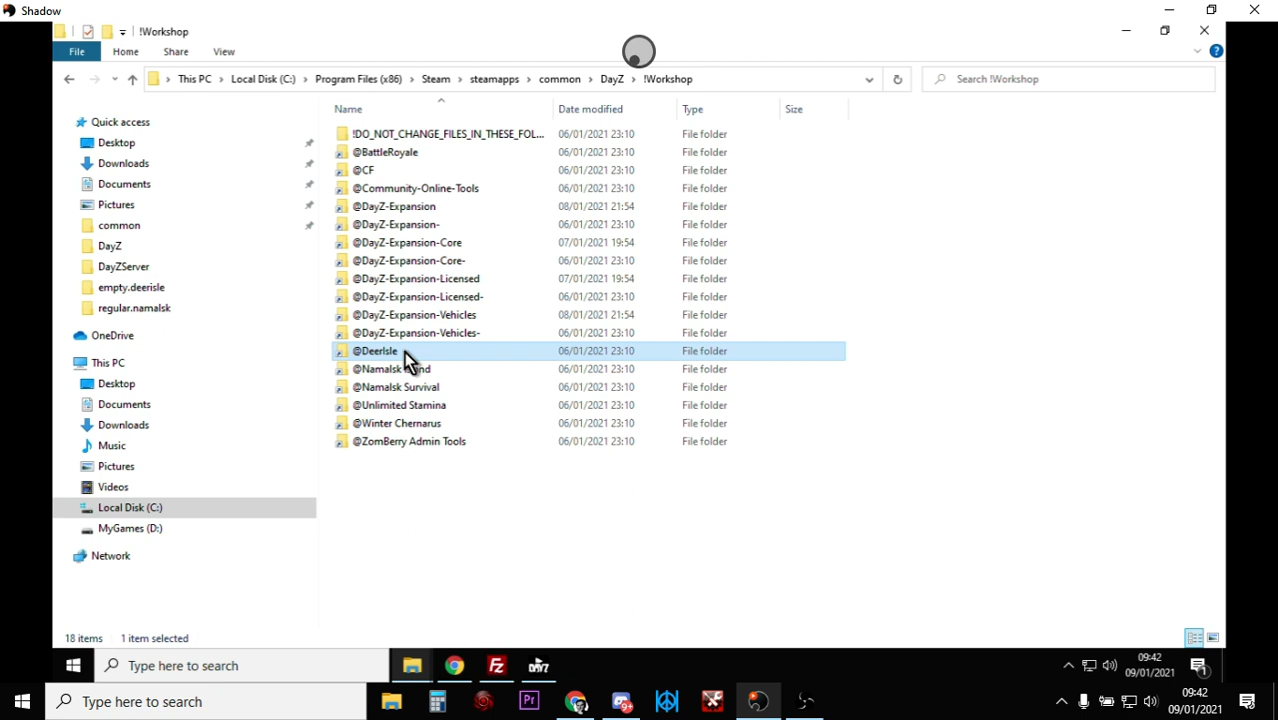 Shadow
!Workshop
File Home Share View
This PC › Local Disk (C:) › Program Files (x86) › Steam › steamapps › common › DayZ › !Workshop
Search !Workshop
Name Date modified Type Size
Quick access
Desktop
Downloads
Documents
Pictures
common
DayZ
DayZServer
empty.deerisle
regular.namalsk
OneDrive
This PC
Desktop
Documents
Downloads
Music
Pictures
Videos
Local Disk (C:)
MyGames (D:)
Network
!DO_NOT_CHANGE_FILES_IN_THESE_FOL... 06/01/2021 23:10 File folder
@BattleRoyale 06/01/2021 23:10 File folder
@CF 06/01/2021 23:10 File folder
@Community-Online-Tools 06/01/2021 23:10 File folder
@DayZ-Expansion 08/01/2021 21:54 File folder
@DayZ-Expansion- 06/01/2021 23:10 File folder
@DayZ-Expansion-Core 07/01/2021 19:54 File folder
@DayZ-Expansion-Core- 06/01/2021 23:10 File folder
@DayZ-Expansion-Licensed 07/01/2021 19:54 File folder
@DayZ-Expansion-Licensed- 06/01/2021 23:10 File folder
@DayZ-Expansion-Vehicles 08/01/2021 21:54 File folder
@DayZ-Expansion-Vehicles- 06/01/2021 23:10 File folder
@DeerIsle 06/01/2021 23:10 File folder
@Namalsk 06/01/2021 23:10 File folder
@Namalsk Survival 06/01/2021 23:10 File folder
@Unlimited Stamina 06/01/2021 23:10 File folder
@Winter Chernarus 06/01/2021 23:10 File folder
@ZomBerry Admin Tools 06/01/2021 23:10 File folder
18 items 1 item selected
Type here to search
09:42
09/01/2021
1
Type here to search
Pr
09:42
09/01/2021